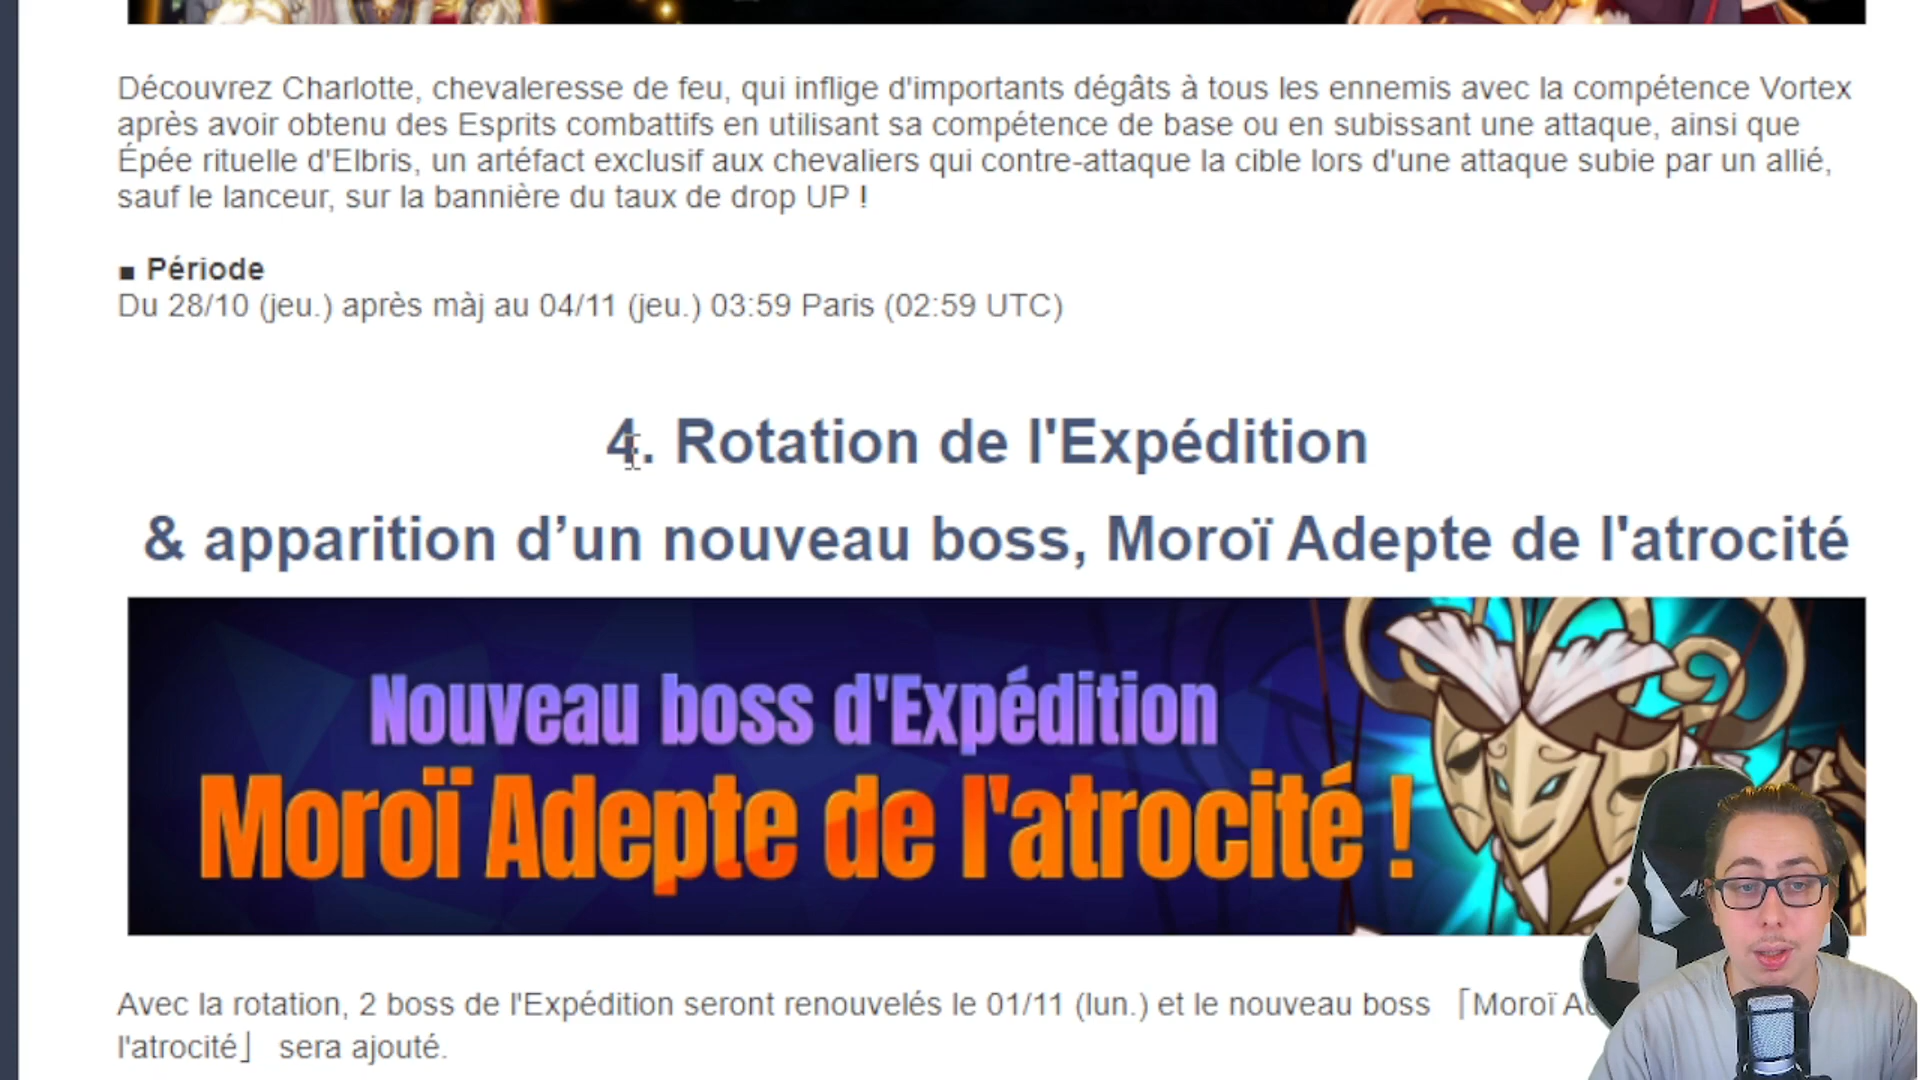 Découvrez Charlotte, chevaleresse de feu, qui inflige d'importants dégâts à tous les ennemis avec la compétence Vortex
après avoir obtenu des Esprits combattifs en utilisant sa compétence de base ou en subissant une attaque, ainsi que
Épée rituelle d'Elbris, un artéfact exclusif aux chevaliers qui contre-attaque la cible lors d'une attaque subie par un allié,
sauf le lanceur, sur la bannière du taux de drop UP !
■ Période
Du 28/10 (jeu.) après màj au 04/11 (jeu.) 03:59 Paris (02:59 UTC)
4. Rotation de l'Expédition
& apparition d’un nouveau boss, Moroï Adepte de l'atrocité
Nouveau boss d'Expédition
Moroï Adepte de l'atrocité !
Avec la rotation, 2 boss de l'Expédition seront renouvelés le 01/11 (lun.) et le nouveau boss 「Moroï
l'atrocité」 sera ajouté.